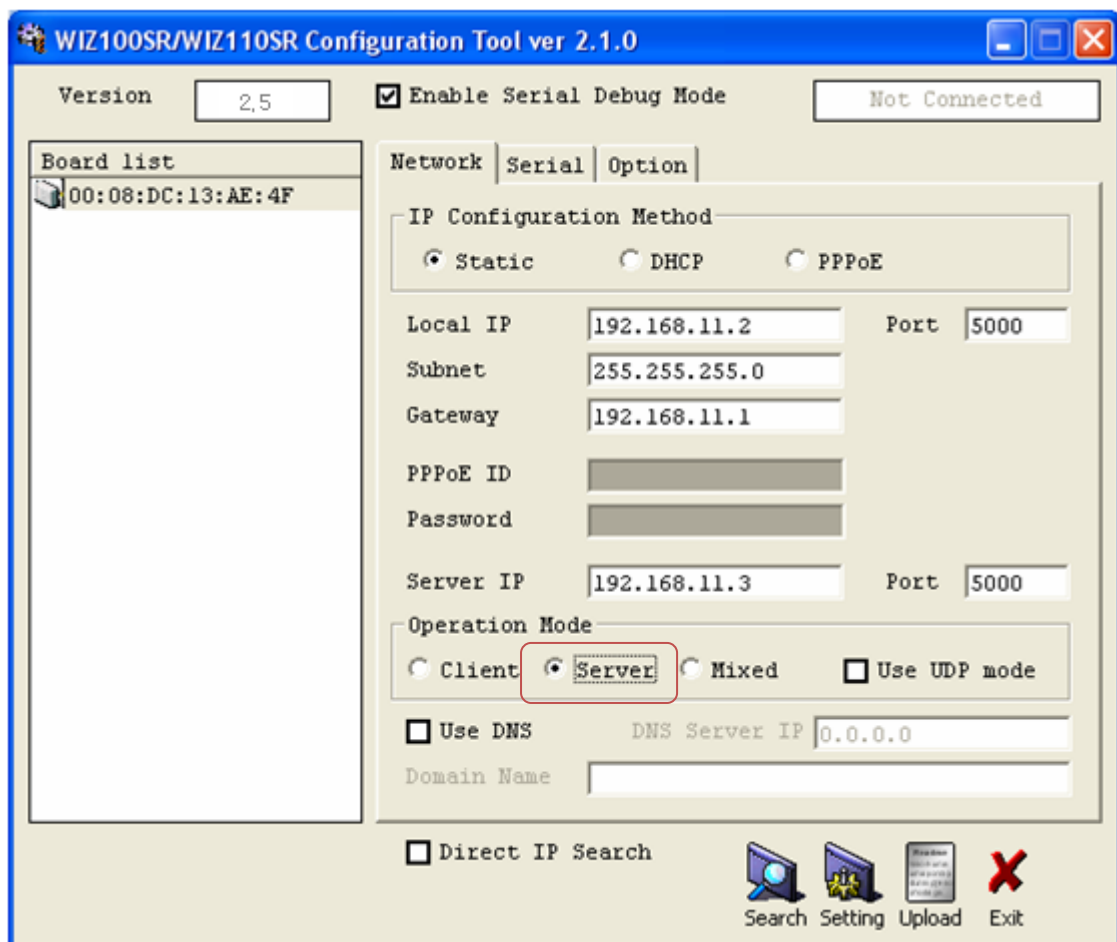 WIZ100SR/WIZ110SR Configuration Tool ver 2.1.0
Version 2,5 Enable Serial Debug Mode Not Connected
Board list
00:08:DC:13:AE:4F
Network Serial Option
IP Configuration Method
Static DHCP PPPoE
Local IP 192.168.11.2 Port 5000
Subnet 255.255.255.0
Gateway 192.168.11.1
PPPoE ID
Password
Server IP 192.168.11.3 Port 5000
Operation Mode
Client Server Mixed Use UDP mode
Use DNS DNS Server IP 0.0.0.0
Domain Name
Direct IP Search
Search Setting Upload Exit